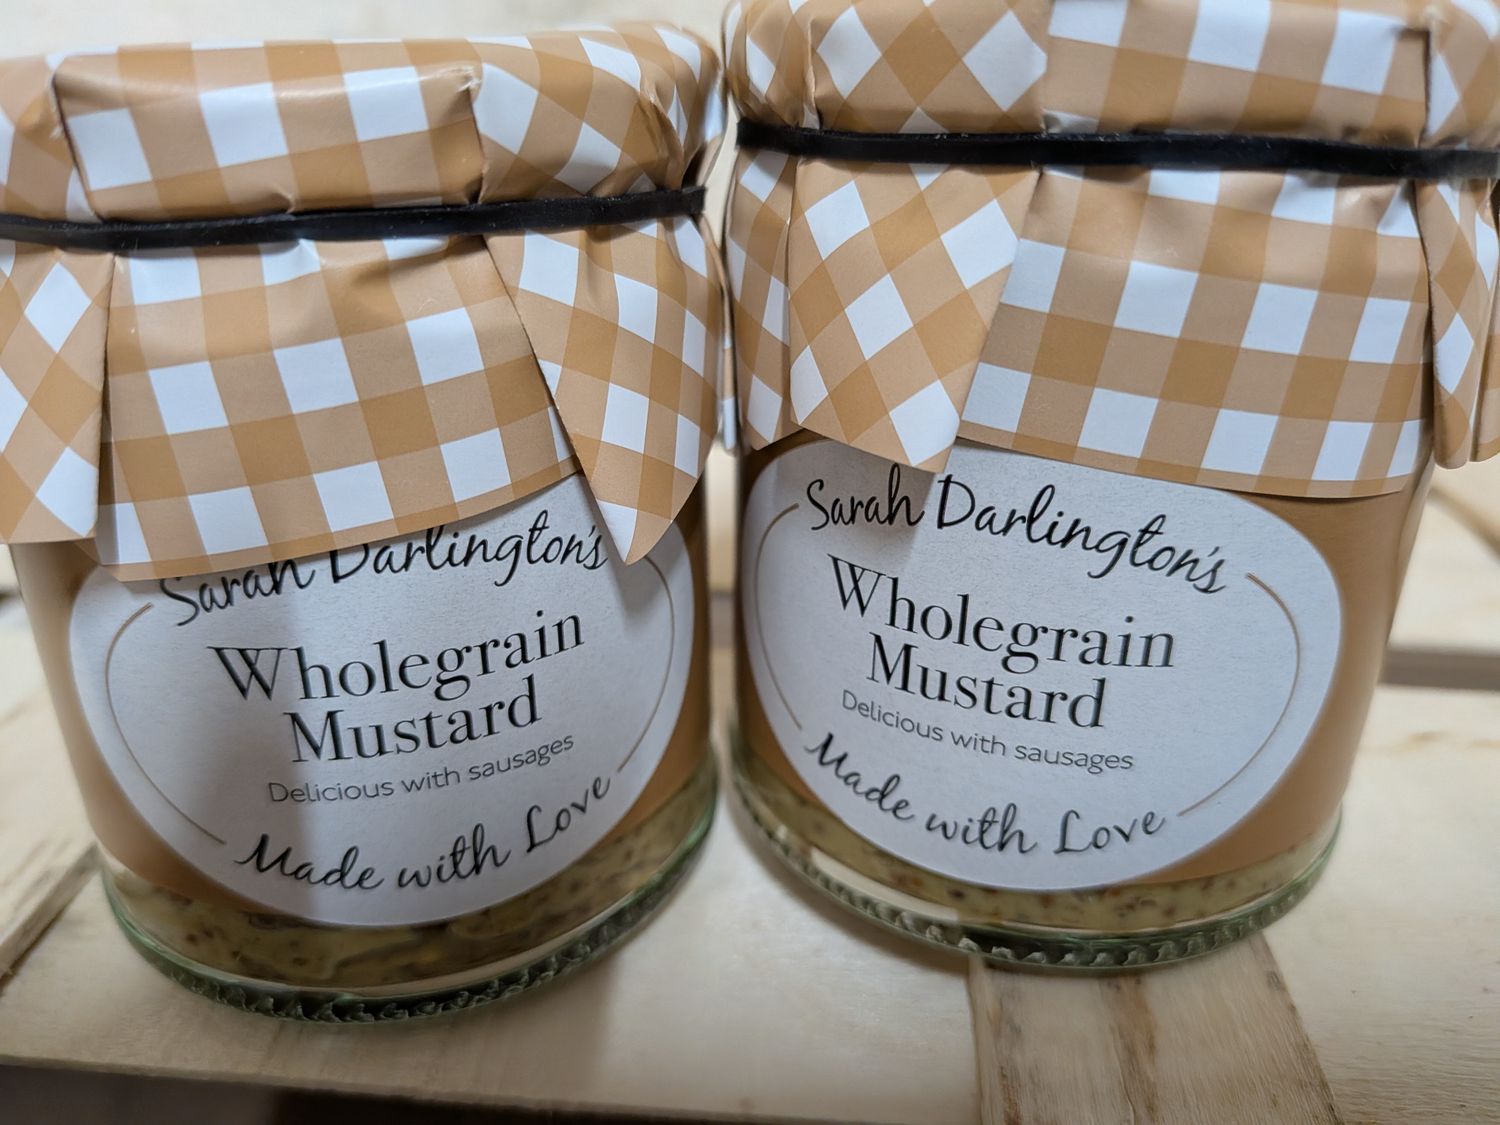 Sarah Darlington's
Wholegrain
Mustard
Delicious with sausages
Made with Love
Sarah Darlington's
Wholegrain
Mustard
Delicious with sausages
Made with Love